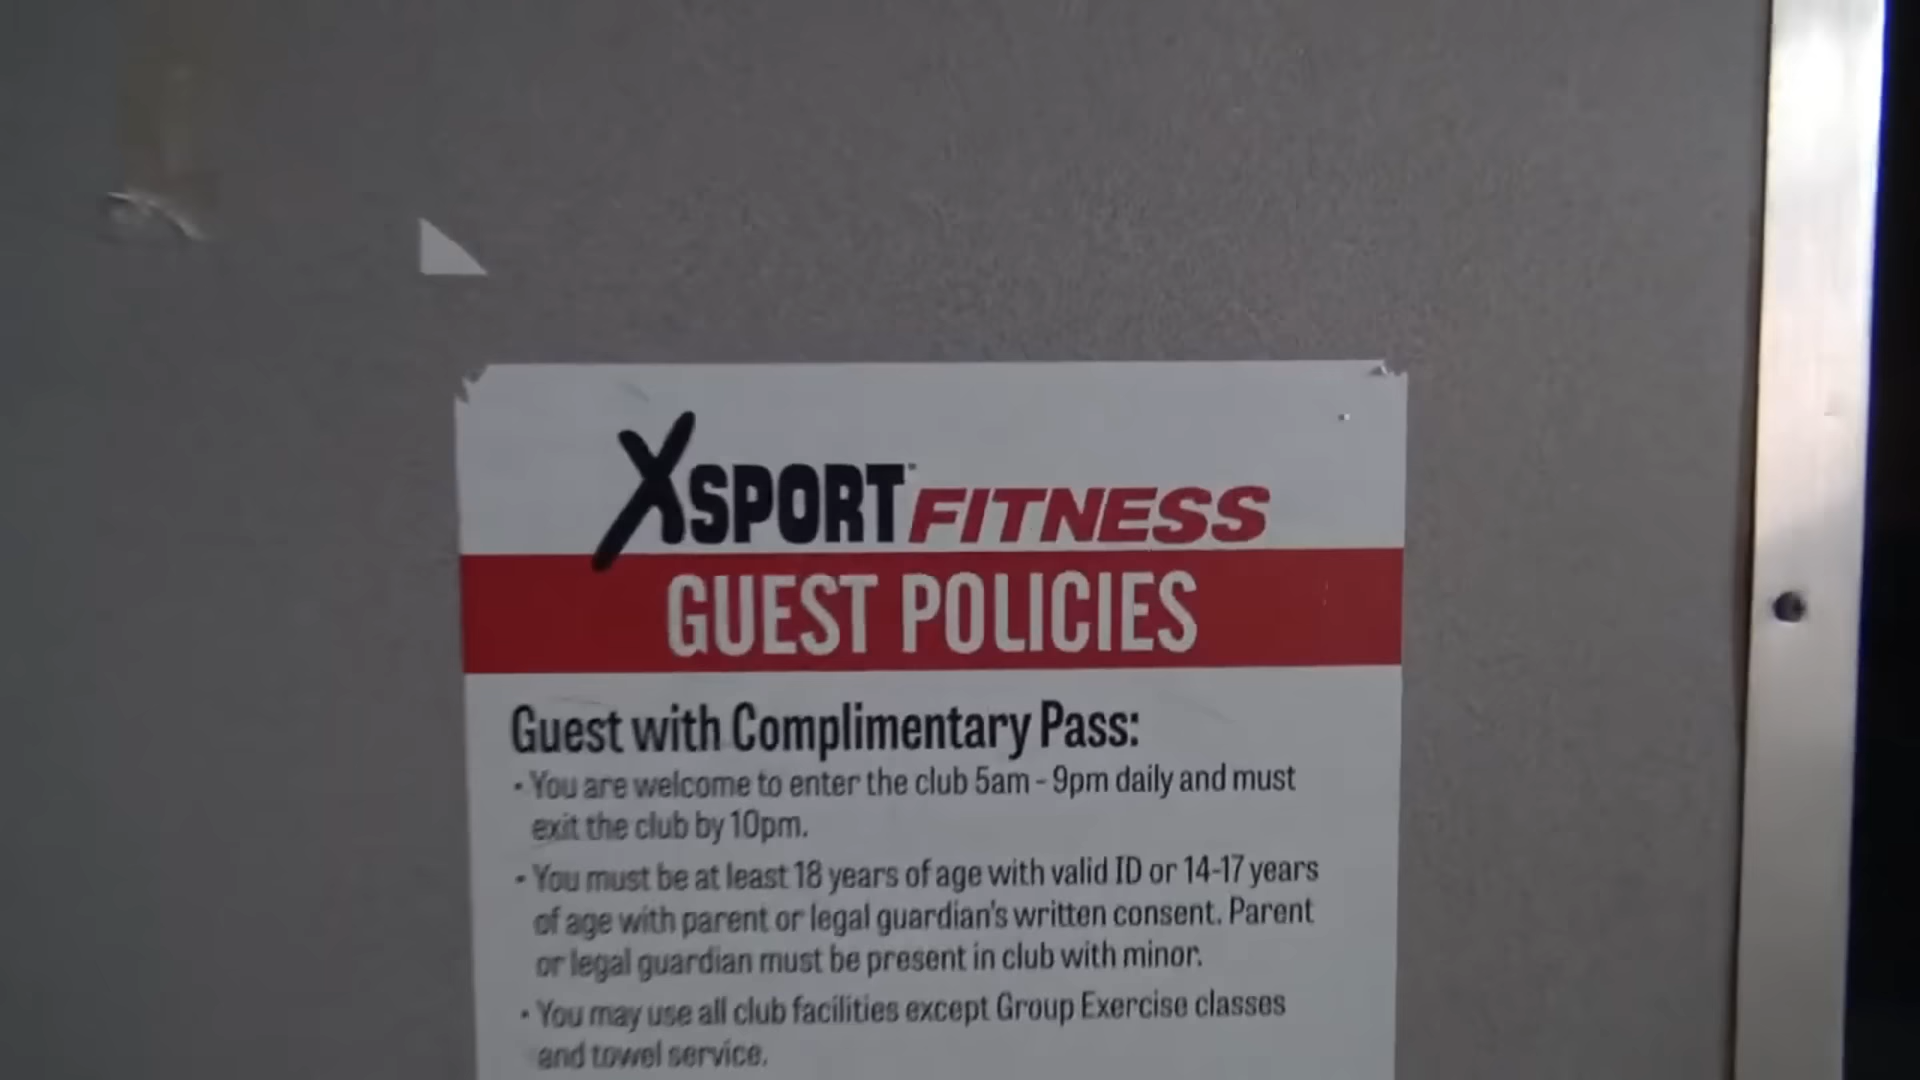 XSPORT FITNESS
GUEST POLICIES
Guest with Complimentary Pass:
• You are welcome to enter the club 5am - 9pm daily and must
exit the club by 10pm.
• You must be at least 18 years of age with valid ID or 14-17 years
of age with parent or legal guardian's written consent. Parent
or legal guardian must be present in club with minor.
• You may use all club facilities except Group Exercise classes
and towel service.